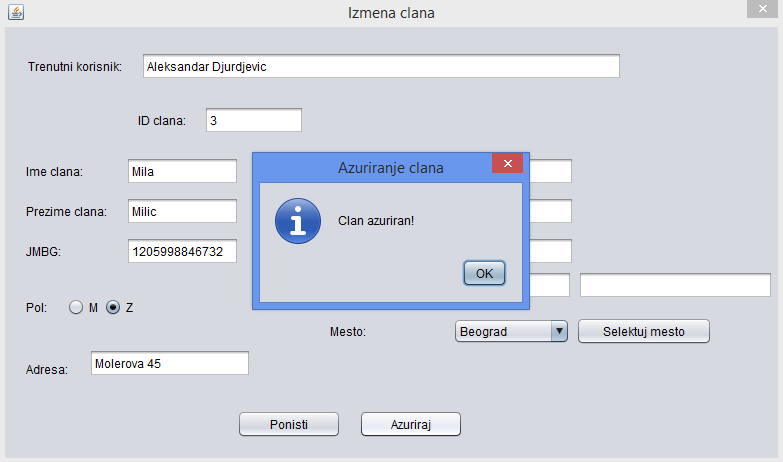 Izmena clana
Trenutni korisnik: Aleksandar Djurdjevic
ID clana: 3
Ime clana: Mila
Prezime clana: Milic
JMBG: 1205998846732
Pol: M Z
Azuriranje clana
Clan azuriran!
OK
Mesto: Beograd Selektuj mesto
Adresa: Molerova 45
Ponisti Azuriraj